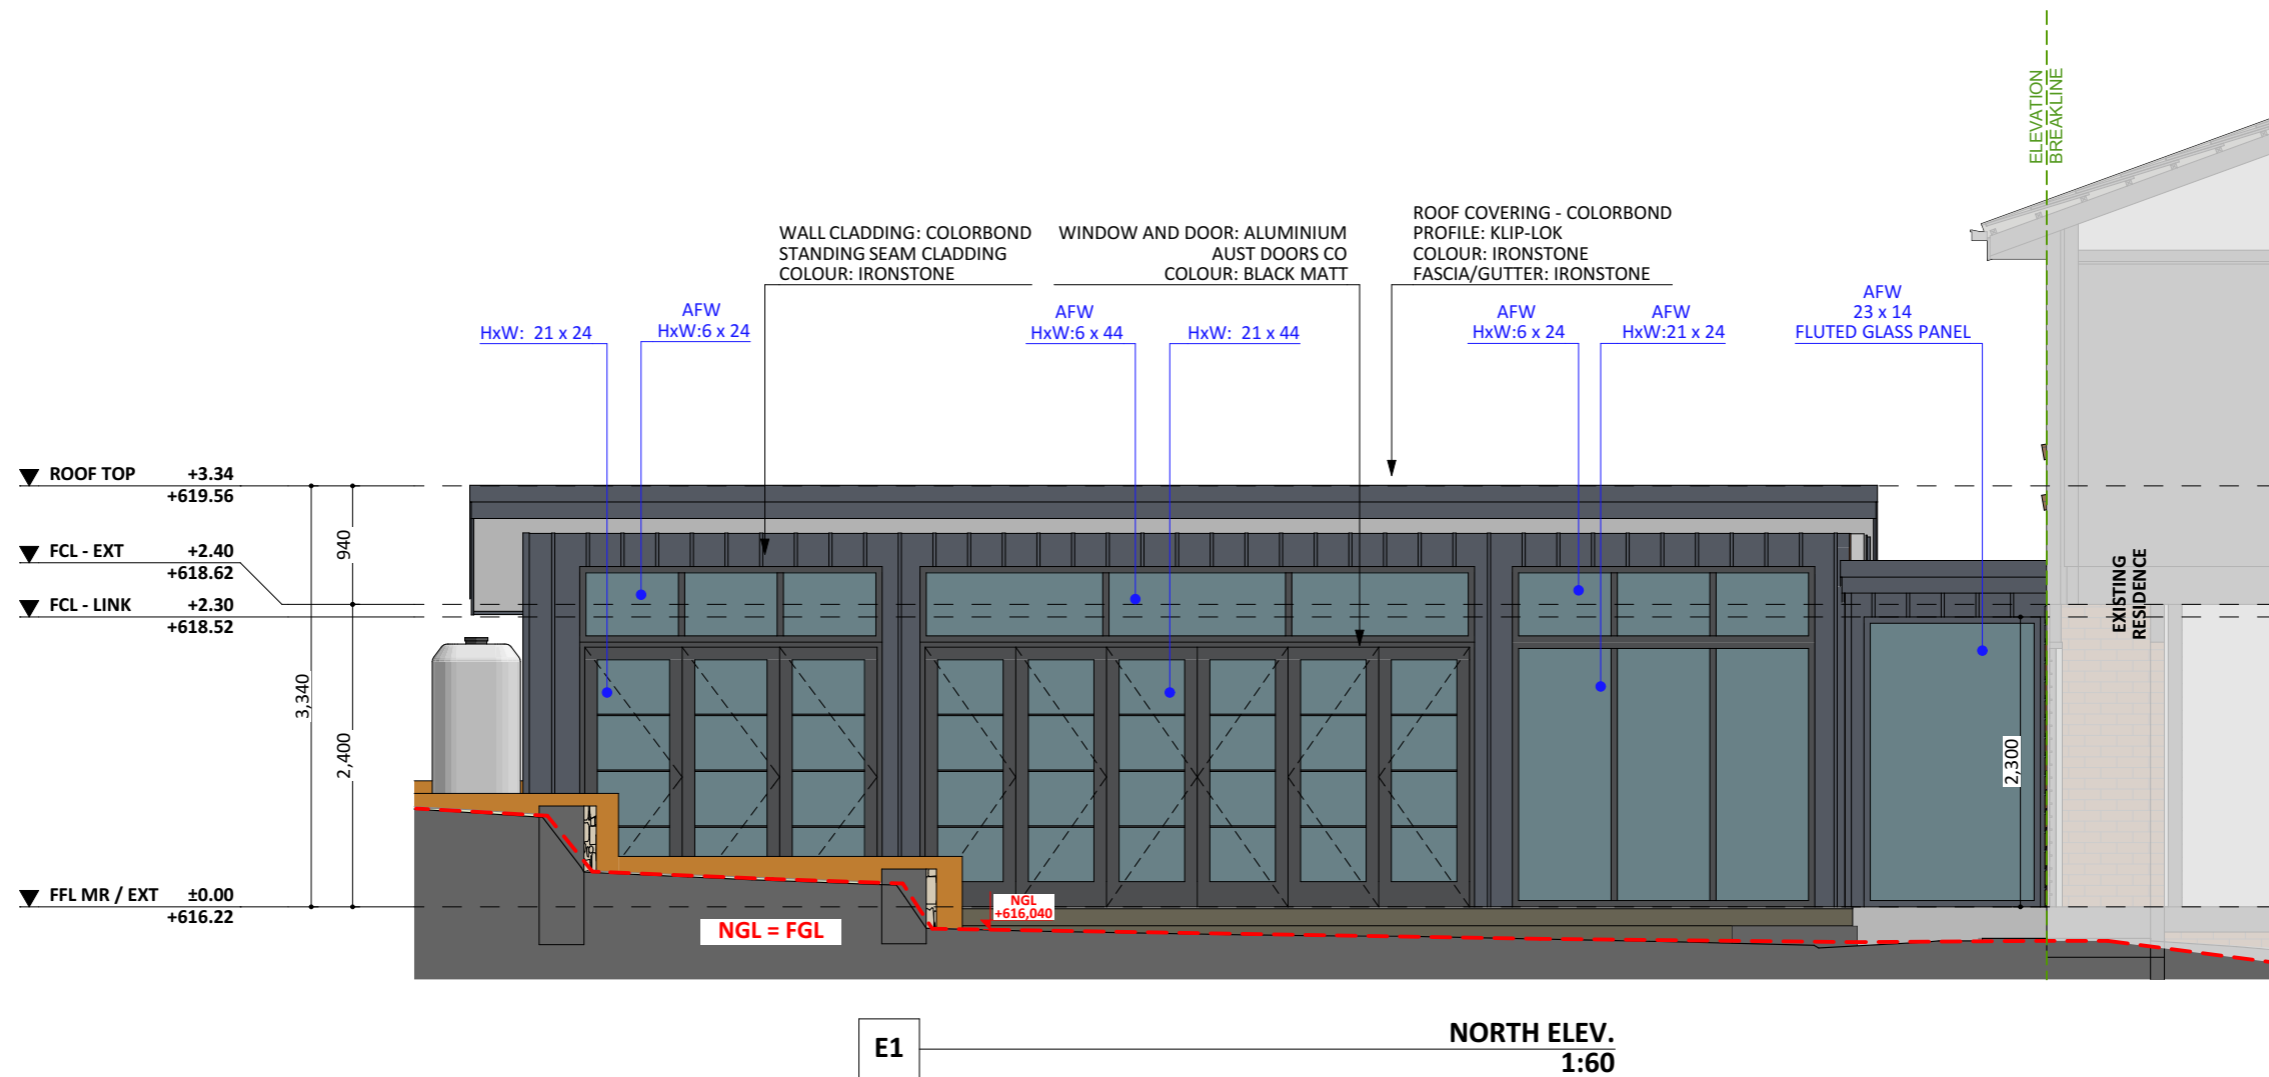 ELEVATION
BREAKLINE
WALL CLADDING: COLORBOND
STANDING SEAM CLADDING
COLOUR: IRONSTONE
WINDOW AND DOOR: ALUMINIUM
AUST DOORS CO
COLOUR: BLACK MATT
ROOF COVERING - COLORBOND
PROFILE: KLIP-LOK
COLOUR: IRONSTONE
FASCIA/GUTTER: IRONSTONE
HxW: 21 x 24
AFW
HxW:6 x 24
AFW
HxW:6 x 44
HxW: 21 x 44
AFW
HxW:6 x 24
AFW
HxW:21 x 24
AFW
23 x 14
FLUTED GLASS PANEL
ROOF TOP +3.34
+619.56
FCL - EXT +2.40
+618.62
FCL - LINK +2.30
+618.52
FFL MR / EXT ±0.00
+616.22
940
3,340
2,400
2,300
EXISTING
RESIDENCE
NGL
+616,040
NGL = FGL
E1
NORTH ELEV.
1:60